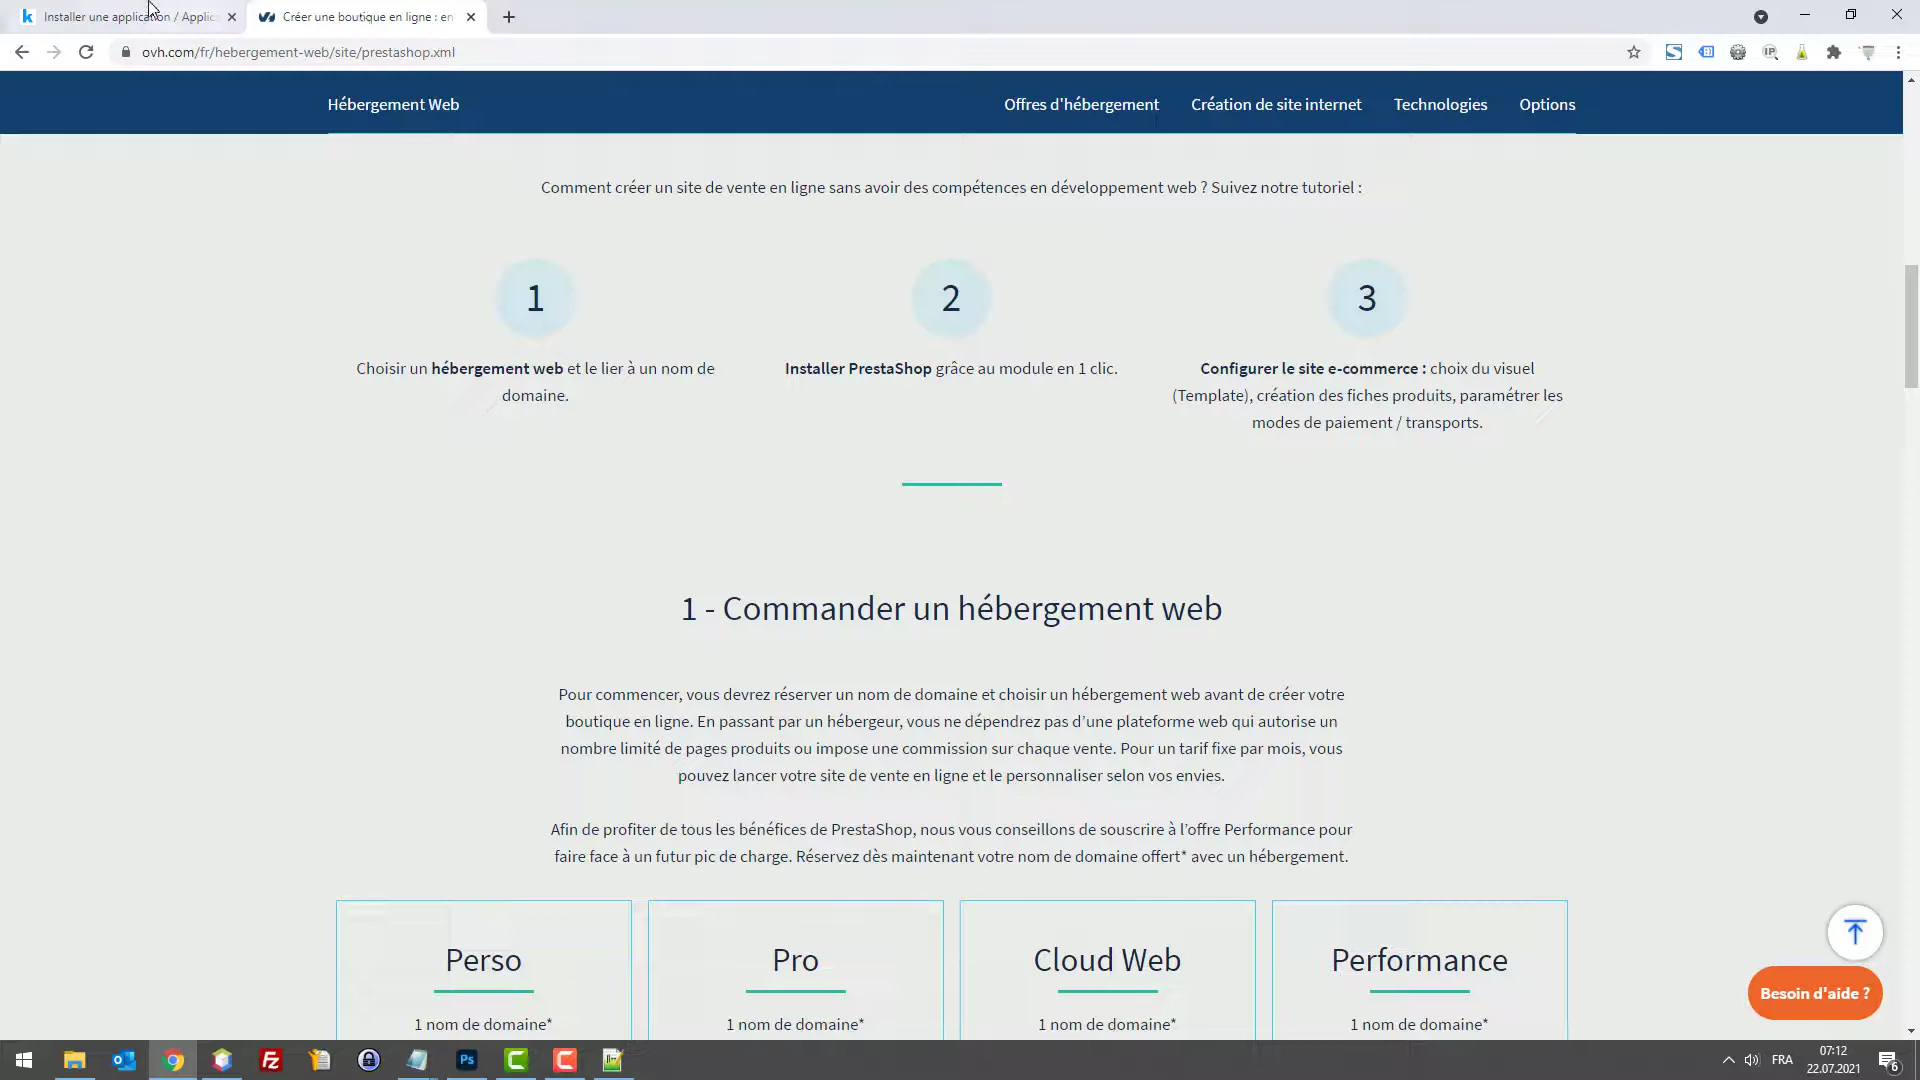 Installer une application / Applic
Créer une boutique en ligne : en
ovh.com/fr/hebergement-web/site/prestashop.xml
Hébergement Web
Offres d'hébergement
Création de site internet
Technologies
Options
Comment créer un site de vente en ligne sans avoir des compétences en développement web ? Suivez notre tutoriel :
1
Choisir un hébergement web et le lier à un nom de
domaine.
2
Installer PrestaShop grâce au module en 1 clic.
3
Configurer le site e-commerce : choix du visuel
(Template), création des fiches produits, paramétrer les
modes de paiement / transports.
1 - Commander un hébergement web
Pour commencer, vous devrez réserver un nom de domaine et choisir un hébergement web avant de créer votre
boutique en ligne. En passant par un hébergeur, vous ne dépendrez pas d’une plateforme web qui autorise un
nombre limité de pages produits ou impose une commission sur chaque vente. Pour un tarif fixe par mois, vous
pouvez lancer votre site de vente en ligne et le personnaliser selon vos envies.
Afin de profiter de tous les bénéfices de PrestaShop, nous vous conseillons de souscrire à l’offre Performance pour
faire face à un futur pic de charge. Réservez dès maintenant votre nom de domaine offert* avec un hébergement.
Perso
1 nom de domaine*
Pro
1 nom de domaine*
Cloud Web
1 nom de domaine*
Performance
1 nom de domaine*
Besoin d'aide ?
FRA
07:12
22.07.2021
6